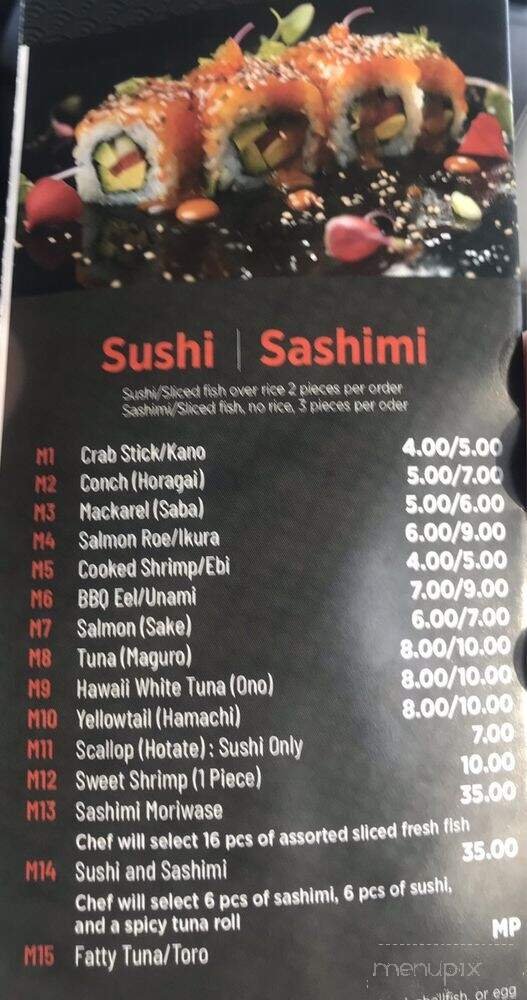 Sushi | Sashimi
Sushi/Sliced fish over rice 2 pieces per order
Sashimi/Sliced fish, no rice, 3 pieces per oder
M1 Crab Stick/Kano 4.00/5.00
M2 Conch (Horagai) 5.00/7.00
M3 Mackarel (Saba) 5.00/6.00
M4 Salmon Roe/Ikura 6.00/9.00
M5 Cooked Shrimp/Ebi 4.00/5.00
M6 BBQ Eel/Unami 7.00/9.00
M7 Salmon (Sake) 6.00/7.00
M8 Tuna (Maguro) 8.00/10.00
M9 Hawaii White Tuna (Ono) 8.00/10.00
M10 Yellowtail (Hamachi) 8.00/10.00
M11 Scallop (Hotate) : Sushi Only 7.00
M12 Sweet Shrimp (1 Piece) 10.00
M13 Sashimi Moriwase 35.00
Chef will select 16 pcs of assorted sliced fresh fish
M14 Sushi and Sashimi 35.00
Chef will select 6 pcs of sashimi, 6 pcs of sushi,
and a spicy tuna roll
M15 Fatty Tuna/Toro MP
menupix
shellfish, or egg